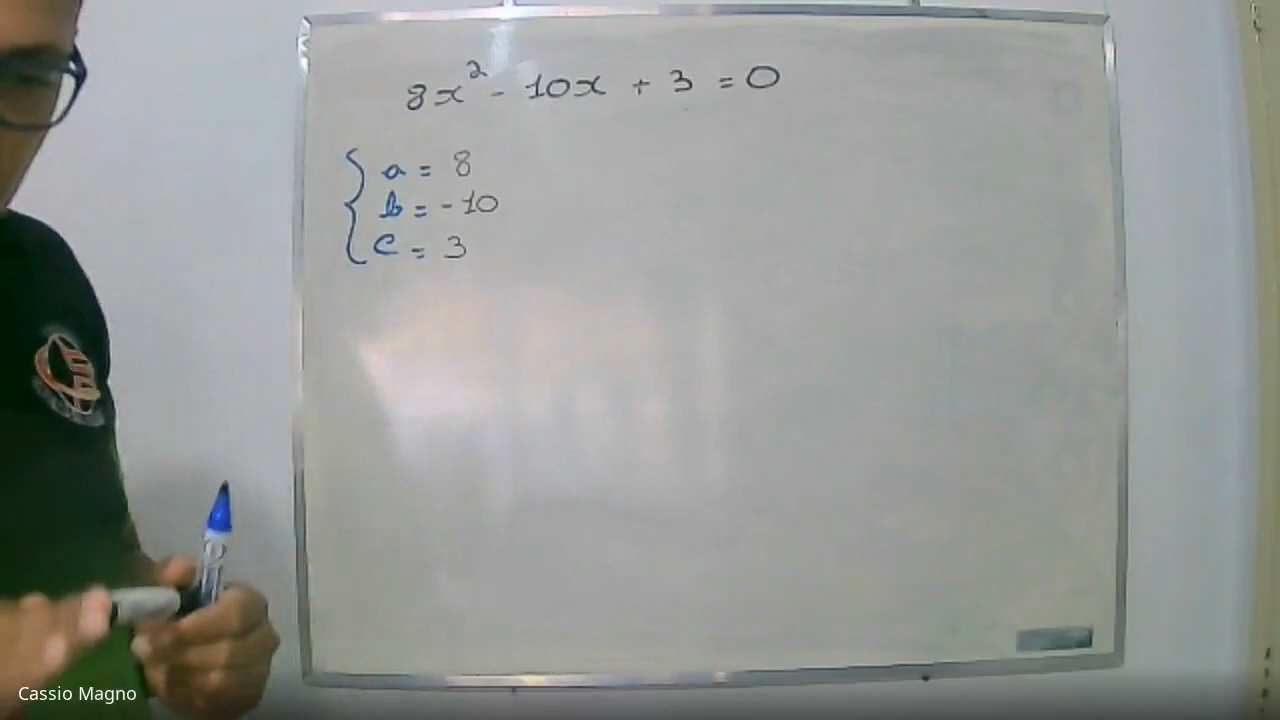 8x² - 10x + 3 = 0
a = 8
b = -10
c = 3
Cassio Magno